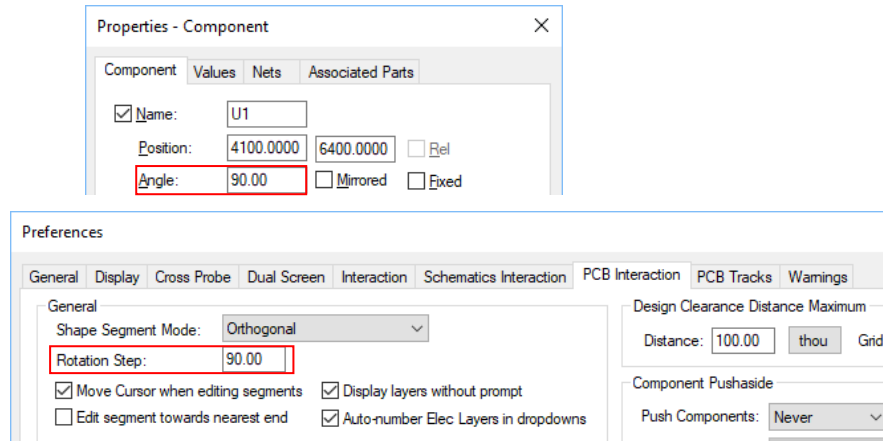 Properties - Component
Component Values Nets Associated Parts
Name: U1
Position: 4100.0000 6400.0000 Rel
Angle: 90.00 Mirrored Fixed
Preferences
General Display Cross Probe Dual Screen Interaction Schematics Interaction PCB Interaction PCB Tracks Warnings
General Design Clearance Distance Maximum
Shape Segment Mode: Orthogonal Distance: 100.00 thou Grid
Rotation Step: 90.00
Move Cursor when editing segments Display layers without prompt Component Pushaside
Edit segment towards nearest end Auto-number Elec Layers in dropdowns Push Components: Never